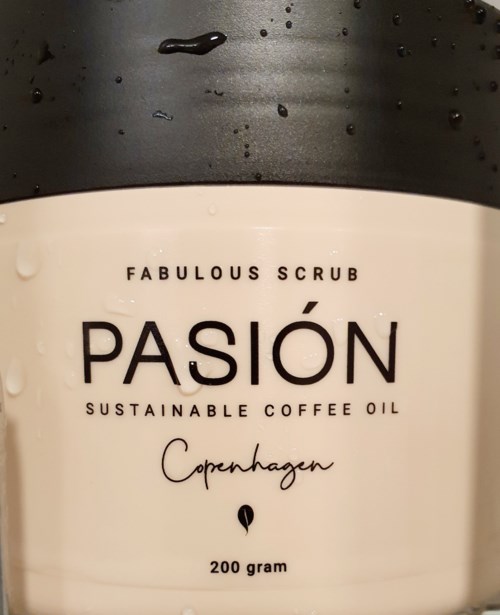 FABULOUS SCRUB
PASIÓN
SUSTAINABLE COFFEE OIL
Copenhagen
200 gram